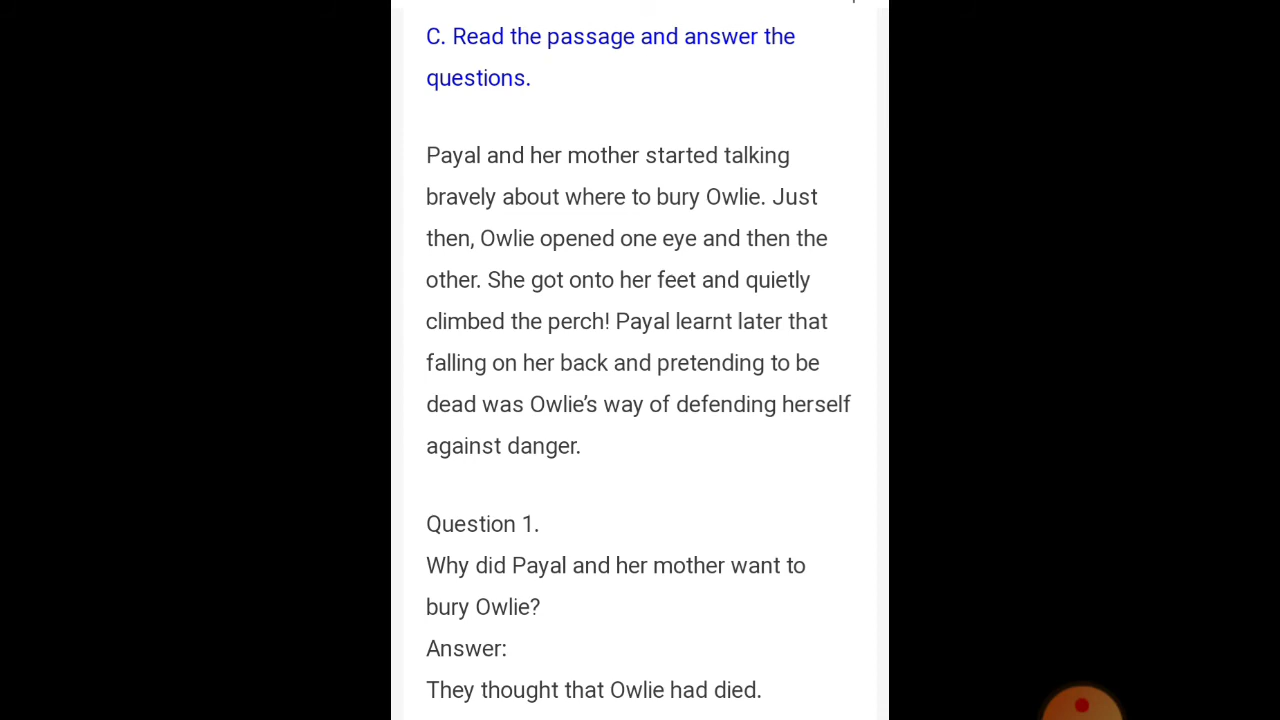 C. Read the passage and answer the
questions.
Payal and her mother started talking
bravely about where to bury Owlie. Just
then, Owlie opened one eye and then the
other. She got onto her feet and quietly
climbed the perch! Payal learnt later that
falling on her back and pretending to be
dead was Owlie’s way of defending herself
against danger.
Question 1.
Why did Payal and her mother want to
bury Owlie?
Answer:
They thought that Owlie had died.